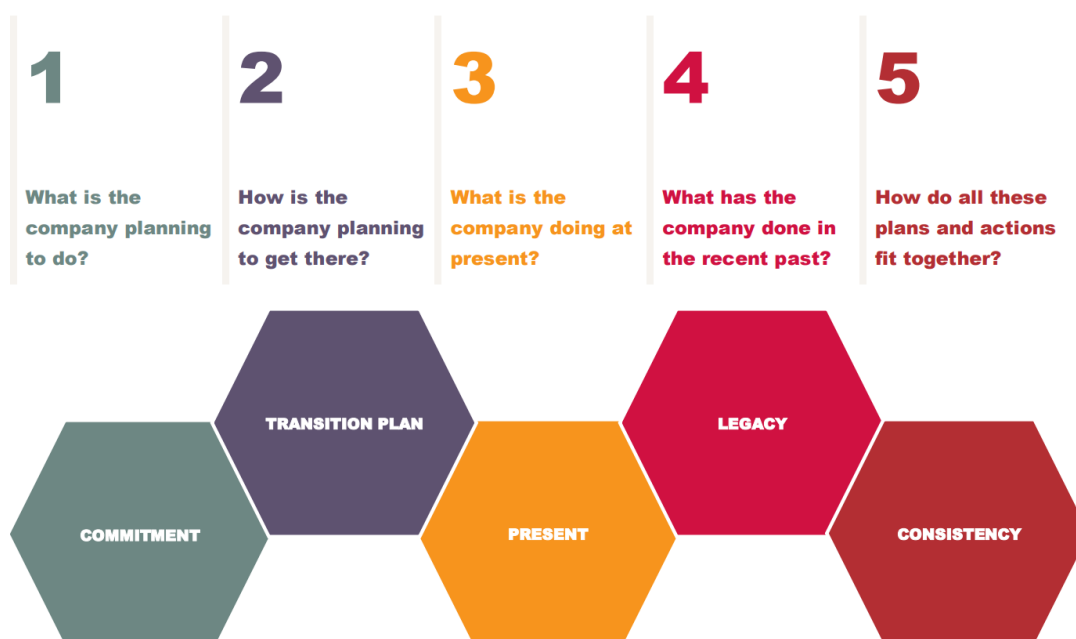 1
What is the
company planning
to do?
2
How is the
company planning
to get there?
3
What is the
company doing at
present?
4
What has the
company done in
the recent past?
5
How do all these
plans and actions
fit together?
COMMITMENT
TRANSITION PLAN
PRESENT
LEGACY
CONSISTENCY